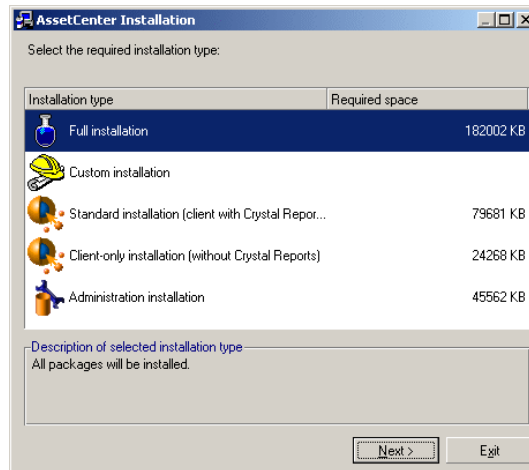 AssetCenter Installation
Select the required installation type:
Installation type Required space
Full installation 182002 KB
Custom installation
Standard installation (client with Crystal Repor... 79681 KB
Client-only installation (without Crystal Reports) 24268 KB
Administration installation 45562 KB
Description of selected installation type
All packages will be installed.
Next > Exit